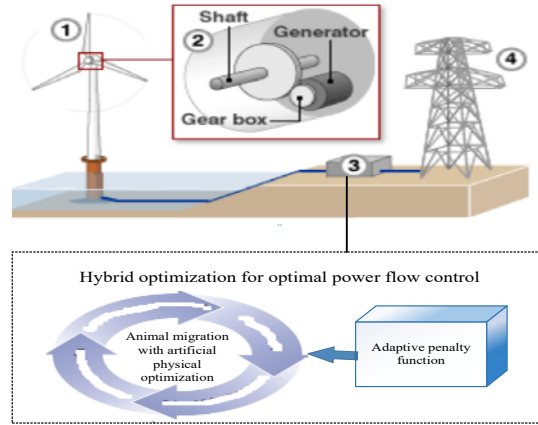 1
2
Shaft
Generator
Gear box
3
4
Hybrid optimization for optimal power flow control
Animal migration
with artificial
physical
optimization
Adaptive penalty
function